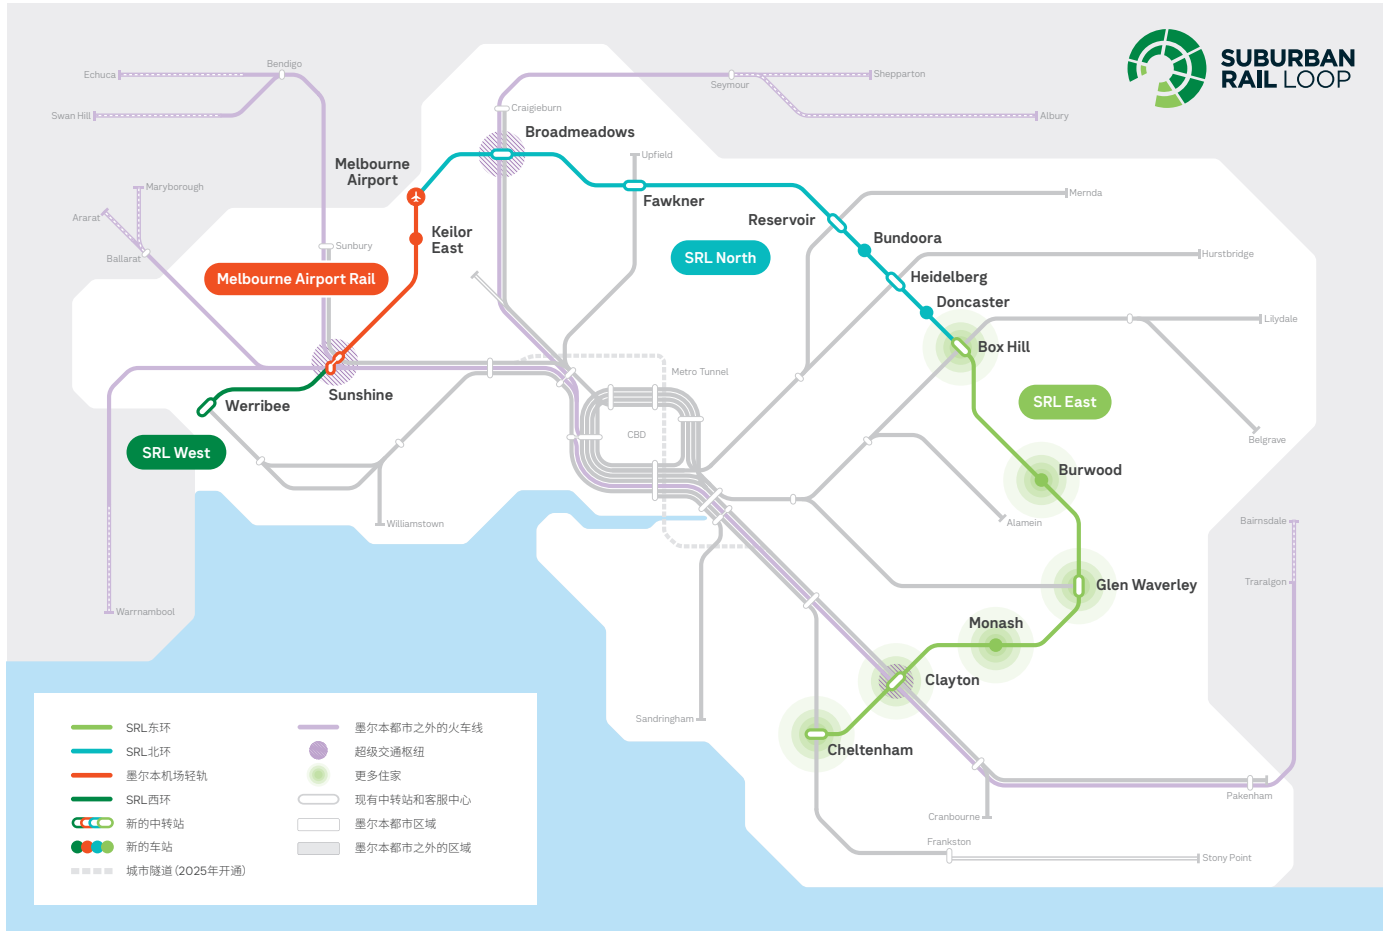 SUBURBAN
RAIL LOOP
Echuca
Bendigo
Swan Hill
Craigieburn
Seymour
Shepparton
Albury
Broadmeadows
Melbourne
Airport
Upfield
Maryborough
Ararat
Ballarat
Sunbury
Keilor
East
Fawkner
Reservoir
Mernda
Bundoora
SRL North
Heidelberg
Hurstbridge
Melbourne Airport Rail
Doncaster
Lilydale
Box Hill
Metro Tunnel
Sunshine
Werribee
SRL East
CBD
Belgrave
SRL West
Burwood
Williamstown
Alamein
Bairnsdale
Traralgon
Glen Waverley
Warrnambool
Monash
Clayton
Sandringham
Cheltenham
Pakenham
Cranbourne
Frankston
Stony Point
SRL东环
SRL北环
墨尔本机场轻轨
SRL西环
新的中转站
新的车站
城市隧道(2025年开通)
墨尔本都市之外的火车线
超级交通枢纽
更多住家
现有中转站和客服中心
墨尔本都市区域
墨尔本都市之外的区域